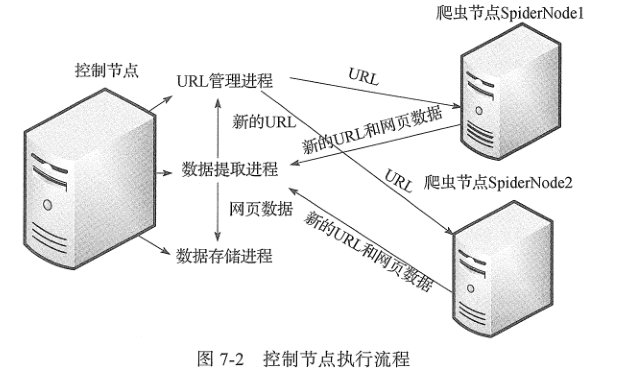 爬虫节点SpiderNode1
控制节点
URL管理进程
URL
新的URL
新的URL和网页数据
数据提取进程
URL
爬虫节点SpiderNode2
网页数据
新的URL和网页数据
数据存储进程
图 7-2 控制节点执行流程